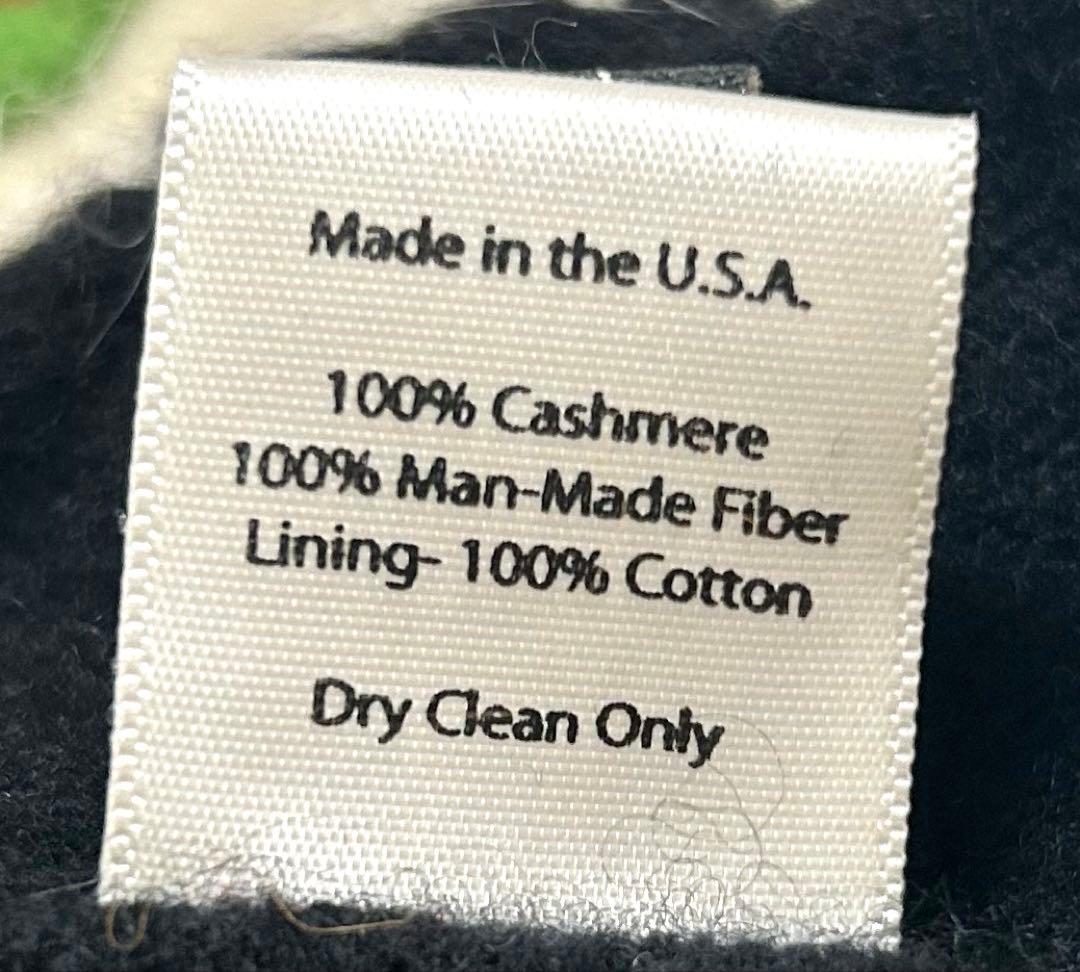 Made in the U.S.A.
100% Cashmere
100% Man-Made Fiber
Lining- 100% Cotton
Dry Clean Only